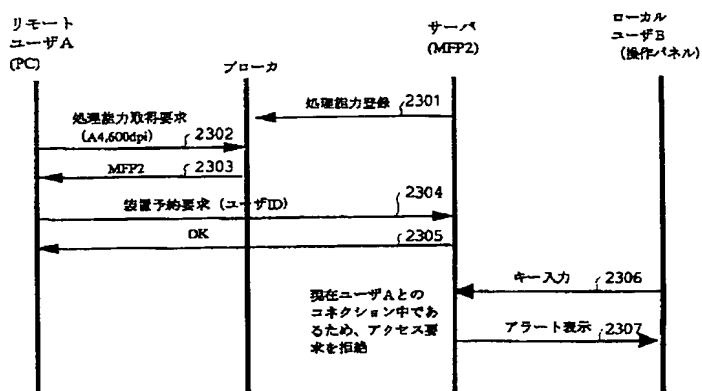 リモート
ユーザA
(PC)
ブローカ
サーバ
(MFP2)
ローカル
ユーザB
(操作パネル)
処理能力登録
2301
処理能力取得要求
(A4,600dpi)
2302
MFP2
2303
装置予約要求 (ユーザID)
2304
OK
2305
キー入力
2306
現在ユーザAとの
コネクション中であ
るため、アクセス要
求を拒絶
アラート表示
2307